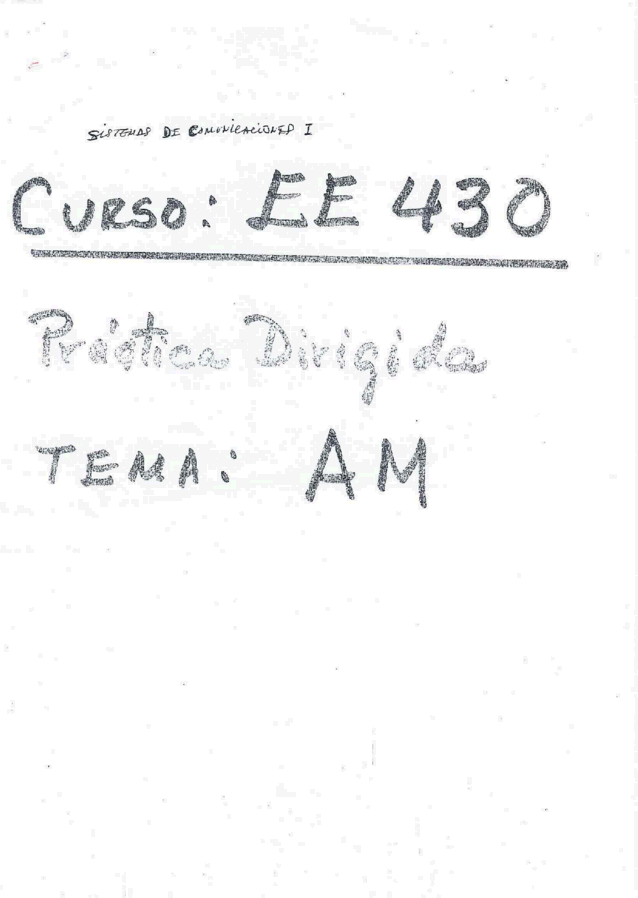 SISTEMAS DE COMUNICACIONES I
CURSO: EE 430
Práctica Dirigida
TEMA: AM